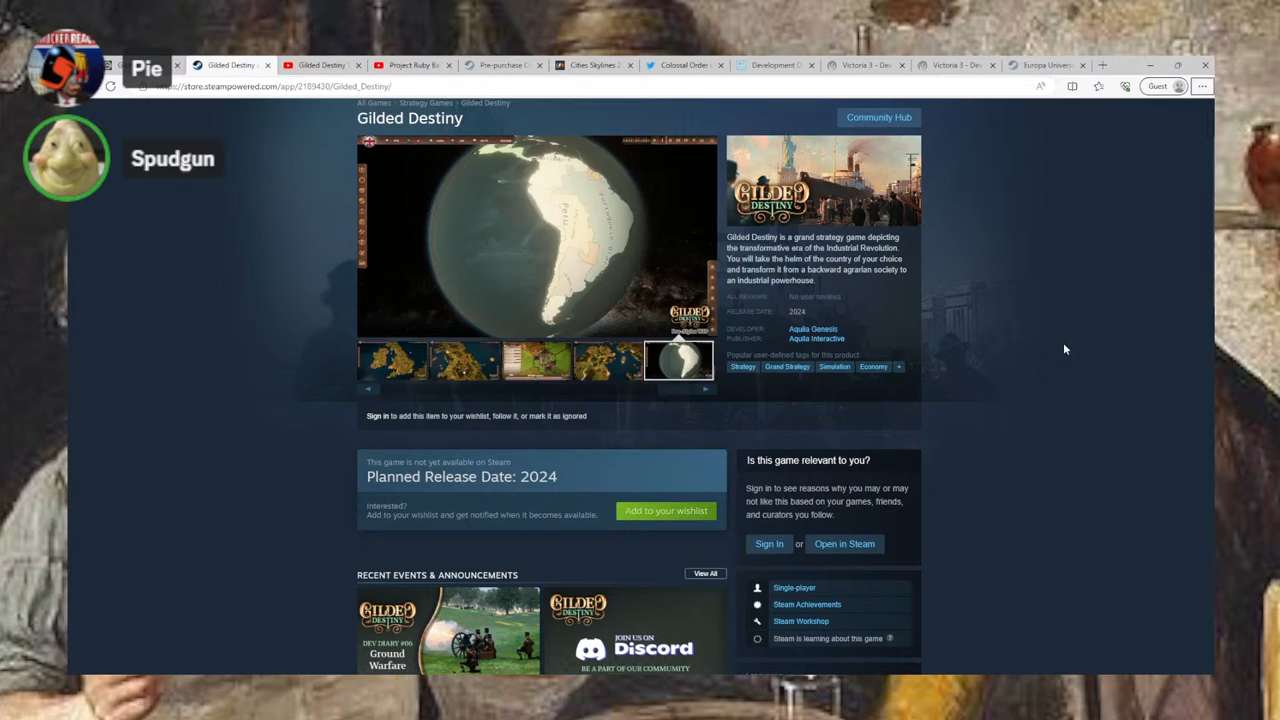 Pie
Spudgun
Gilded Destiny
Gilded Destiny
Project Ruby Ba
Pre-purchase Ci
Cities Skylines 2
Colossal Order
Development D
Victoria 3 - Dev
Victoria 3 - Dev
Europa Univers
https://store.steampowered.com/app/2189430/Gilded_Destiny/
Guest
All Games > Strategy Games > Gilded Destiny
Gilded Destiny
Community Hub
Peru
GILDED
DESTINY
GILDED
DESTINY
Gilded Destiny is a grand strategy game depicting
the transformative era of the Industrial Revolution.
You will take the helm of the country of your choice
and transform it from a backward agrarian society to
an industrial powerhouse.
ALL REVIEWS: No user reviews
RELEASE DATE: 2024
DEVELOPER: Aquila Genesis
PUBLISHER: Aquila Interactive
Popular user-defined tags for this product
Strategy Grand Strategy Simulation Economy +
Sign in to add this item to your wishlist, follow it, or mark it as ignored
This game is not yet available on Steam
Planned Release Date: 2024
Interested?
Add to your wishlist and get notified when it becomes available.
Add to your wishlist
Is this game relevant to you?
Sign in to see reasons why you may or may
not like this based on your games, friends,
and curators you follow.
Sign In or Open in Steam
RECENT EVENTS & ANNOUNCEMENTS
View All
GILDED
DESTINY
DEV DIARY #06
Ground
Warfare
GILDED
DESTINY
JOIN US ON
Discord
BE A PART OF OUR COMMUNITY
Single-player
Steam Achievements
Steam Workshop
Steam is learning about this game ?